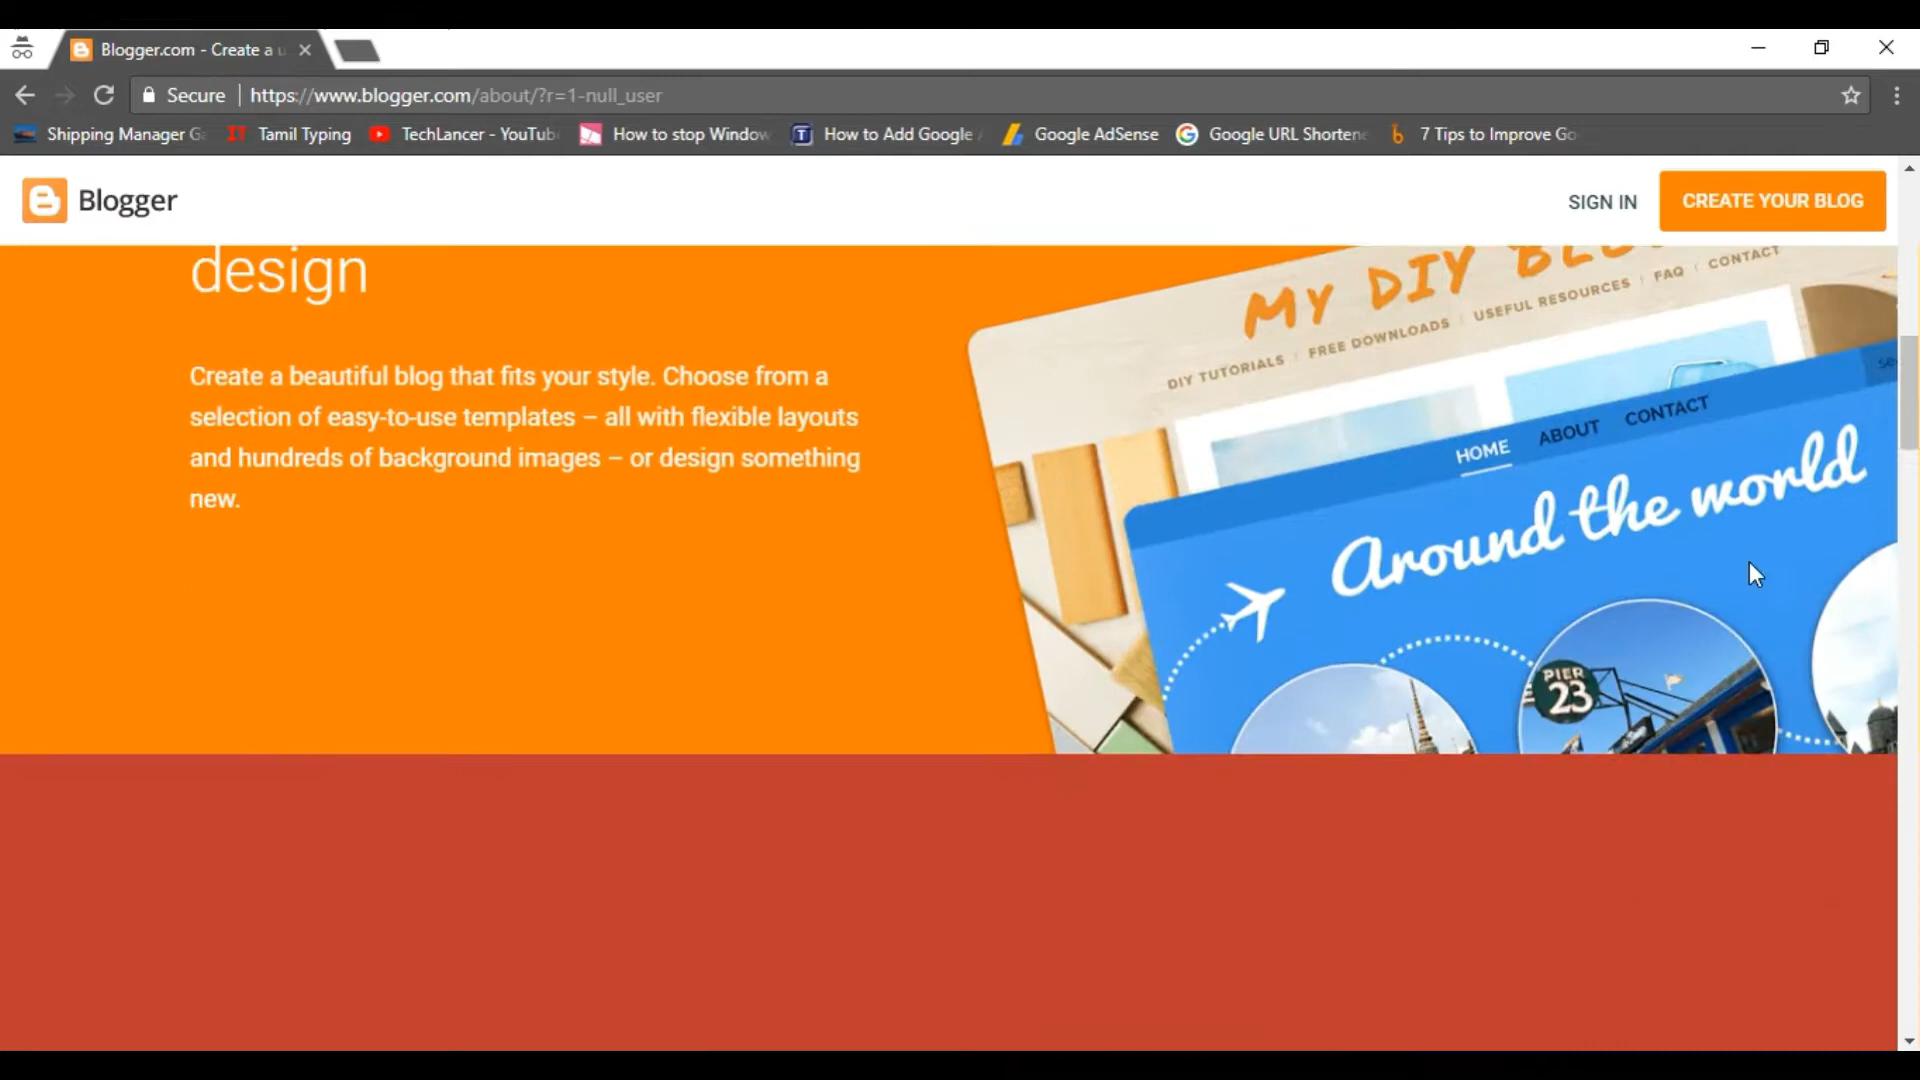 Blogger.com - Create a u
Secure
https://www.blogger.com/about/?r=1-null_user
Shipping Manager G
Tamil Typing
TechLancer - YouTub
How to stop Window
How to Add Google
Google AdSense
Google URL Shortene
7 Tips to Improve Go
Blogger
SIGN IN
CREATE YOUR BLOG
design
Create a beautiful blog that fits your style. Choose from a
selection of easy-to-use templates – all with flexible layouts
and hundreds of background images – or design something
new.
MY DIY BLO
DIY TUTORIALS
FREE DOWNLOADS
USEFUL RESOURCES
FAQ
CONTACT
HOME
ABOUT
CONTACT
Around the world
PIER
23